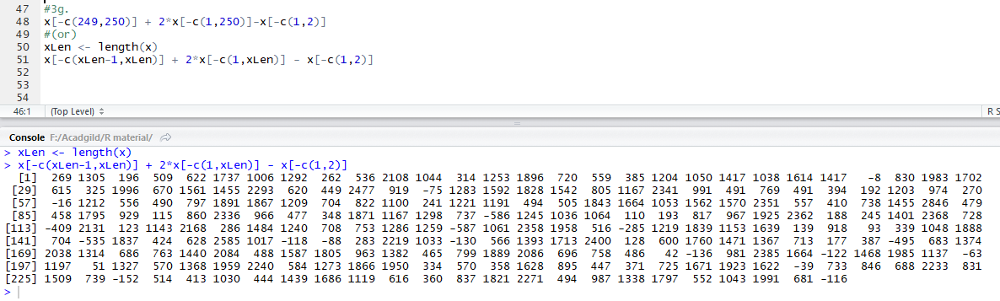 47 #3g.
48 x[-c(249,250)] + 2*x[-c(1,250)]-x[-c(1,2)]
49 #(or)
50 xLen <- length(x)
51 x[-c(xLen-1,xLen)] + 2*x[-c(1,xLen)] - x[-c(1,2)]
52
53
54
46:1 (Top Level) R S
Console F:/Acadgild/R material/
> xLen <- length(x)
> x[-c(xLen-1,xLen)] + 2*x[-c(1,xLen)] - x[-c(1,2)]
[1] 269 1305 196 509 622 1737 1006 1292 262 536 2108 1044 314 1253 1896 720 559 385 1204 1050 1417 1038 1614 1417 -8 830 1983 1702
[29] 615 325 1996 670 1561 1455 2293 620 449 2477 919 -75 1283 1592 1828 1542 805 1167 2341 991 491 769 491 394 192 1203 974 270
[57] -16 1212 556 490 797 1891 1867 1209 704 822 1100 241 1221 1191 494 505 1843 1664 1053 1562 1570 2351 557 410 738 1455 2846 479
[85] 458 1795 929 115 860 2336 966 477 348 1871 1167 1298 737 -586 1245 1036 1064 110 193 817 967 1925 2362 188 245 1401 2368 728
[113] -409 2131 123 1143 2168 286 1484 1240 708 753 1286 1259 -587 1061 2358 1958 516 -285 1219 1839 1153 1639 139 918 93 339 1048 1888
[141] 704 -535 1837 424 628 2585 1017 -118 -88 283 2219 1033 -130 566 1393 1713 2400 128 600 1760 1471 1367 713 177 387 -495 683 1374
[169] 2038 1314 686 763 1440 2084 488 1587 1805 963 1382 465 799 1889 2086 696 758 486 42 -136 981 2385 1664 -122 1468 1985 1137 -63
[197] 1197 51 1327 570 1368 1959 2240 584 1273 1866 1950 334 570 358 1628 895 447 371 725 1671 1923 1622 -39 733 846 688 2233 831
[225] 1509 739 -152 514 413 1030 444 1439 1686 1119 616 360 837 1821 2271 494 987 1338 1797 552 1043 1991 681 -116
>